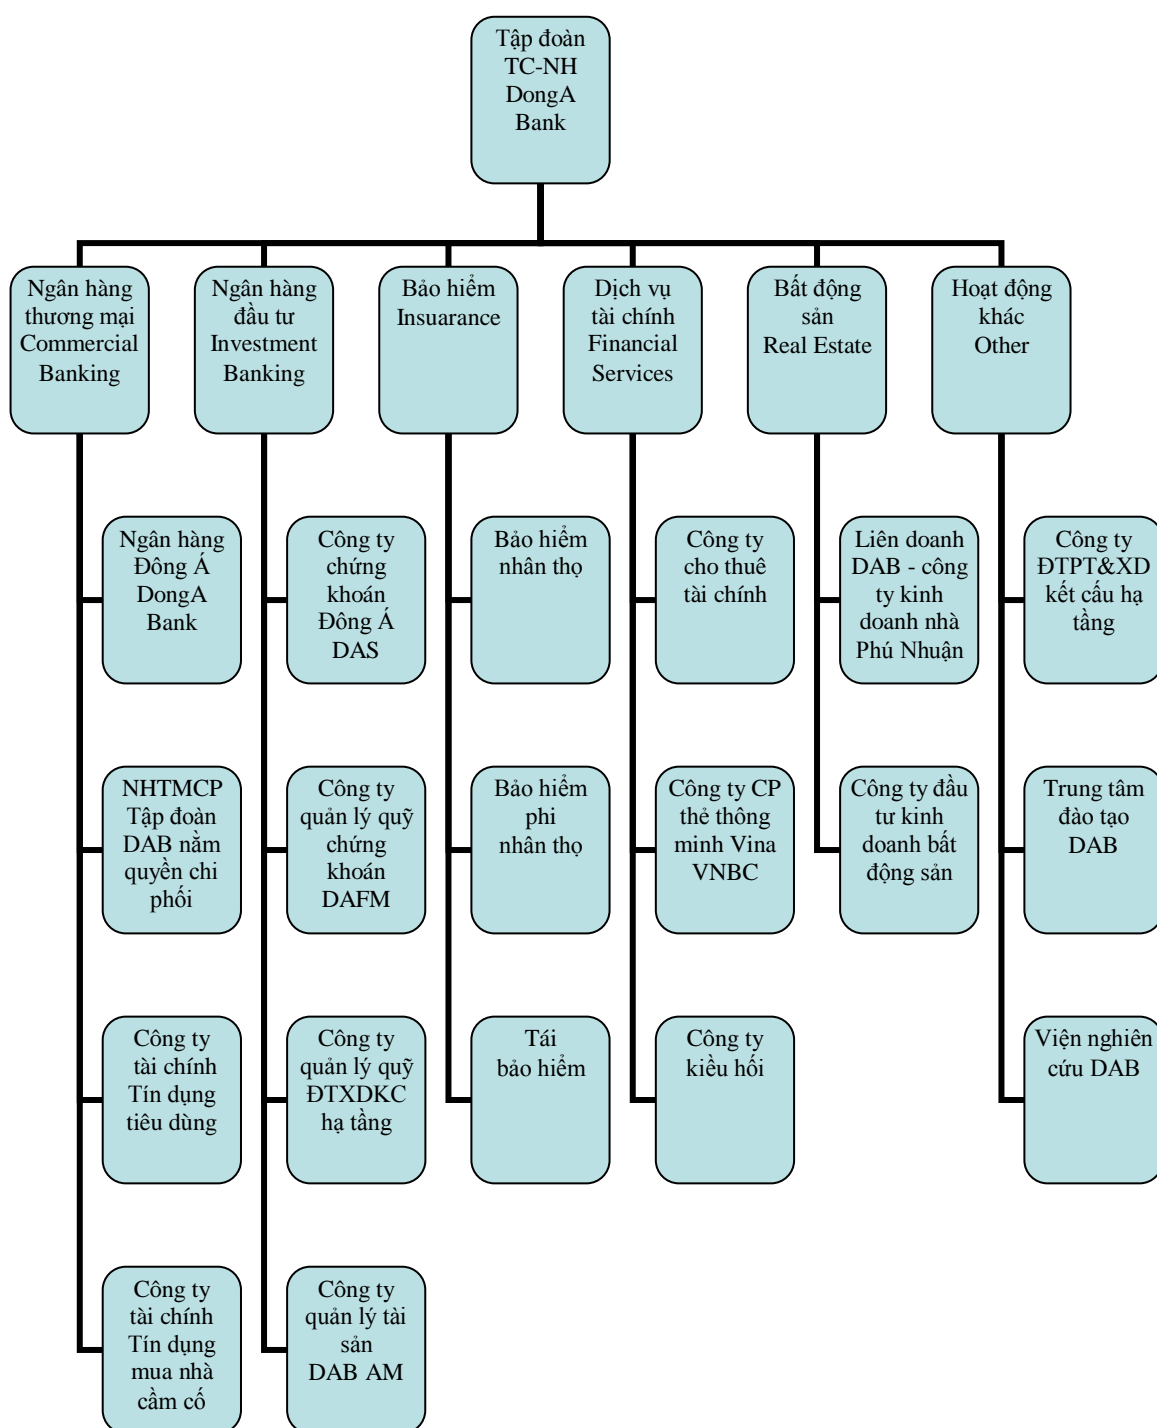 Tập đoàn
TC-NH
DongA
Bank
Ngân hàng
thương mại
Commercial
Banking
Ngân hàng
đầu tư
Investment
Banking
Bảo hiểm
Insuarance
Dịch vụ
tài chính
Financial
Services
Bất động
sản
Real Estate
Hoạt động
khác
Other
Ngân hàng
Đông Á
DongA
Bank
Công ty
chứng
khoán
Đông Á
DAS
Bảo hiểm
nhân thọ
Công ty
cho thuê
tài chính
Liên doanh
DAB - công
ty kinh
doanh nhà
Phú Nhuận
Công ty
ĐTPT&XD
kết cấu hạ
tầng
NHTMCP
Tập đoàn
DAB nằm
quyền chi
phối
Công ty
quản lý quỹ
chứng
khoán
DAFM
Bảo hiểm
phi
nhân thọ
Công ty CP
thẻ thông
minh Vina
VNBC
Công ty đầu
tư kinh
doanh bất
động sản
Trung tâm
đào tạo
DAB
Công ty
tài chính
Tín dụng
tiêu dùng
Công ty
quản lý quỹ
ĐTXDKC
hạ tầng
Tái
bảo hiểm
Công ty
kiều hối
Viện nghiên
cứu DAB
Công ty
tài chính
Tín dụng
mua nhà
cầm cố
Công ty
quản lý tài
sản
DAB AM